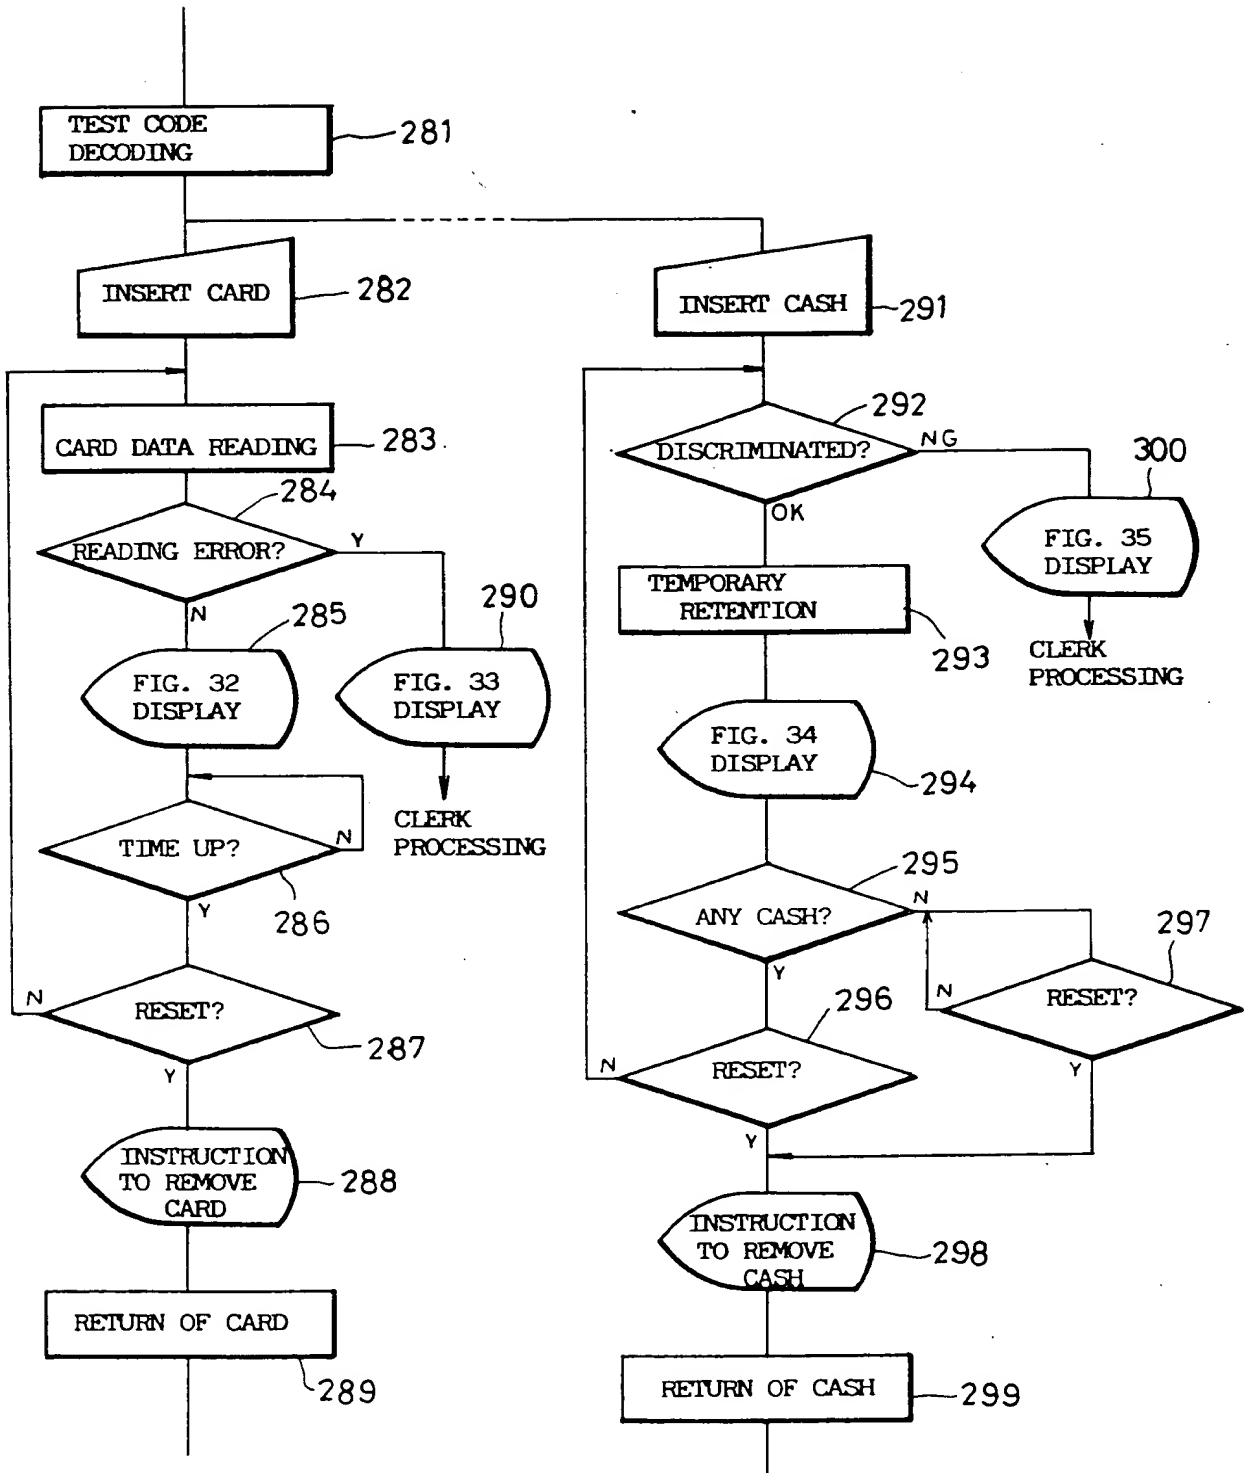 TEST CODE
DECODING
281
INSERT CARD
282
INSERT CASH
291
CARD DATA READING
283
292
DISCRIMINATED?
NG
OK
300
FIG. 35
DISPLAY
CLERK
PROCESSING
284
READING ERROR?
Y
N
TEMPORARY
RETENTION
293
285
FIG. 32
DISPLAY
290
FIG. 33
DISPLAY
CLERK
PROCESSING
FIG. 34
DISPLAY
294
TIME UP?
N
Y
286
295
ANY CASH?
N
Y
297
RESET?
N
Y
RESET?
N
Y
287
296
RESET?
N
Y
INSTRUCTION
TO REMOVE
CARD
288
INSTRUCTION
TO REMOVE
CASH
298
RETURN OF CARD
289
RETURN OF CASH
299